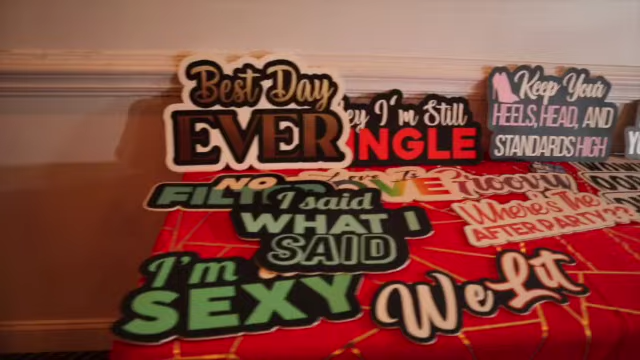 Best Day
EVER
I'm Still
Keep Your
HEELS, HEAD, AND
STANDARDS HIGH
NO
I said
WHAT I
SAID
Where's The
AFTER PARTY??
I'm
SEXY
We Lit